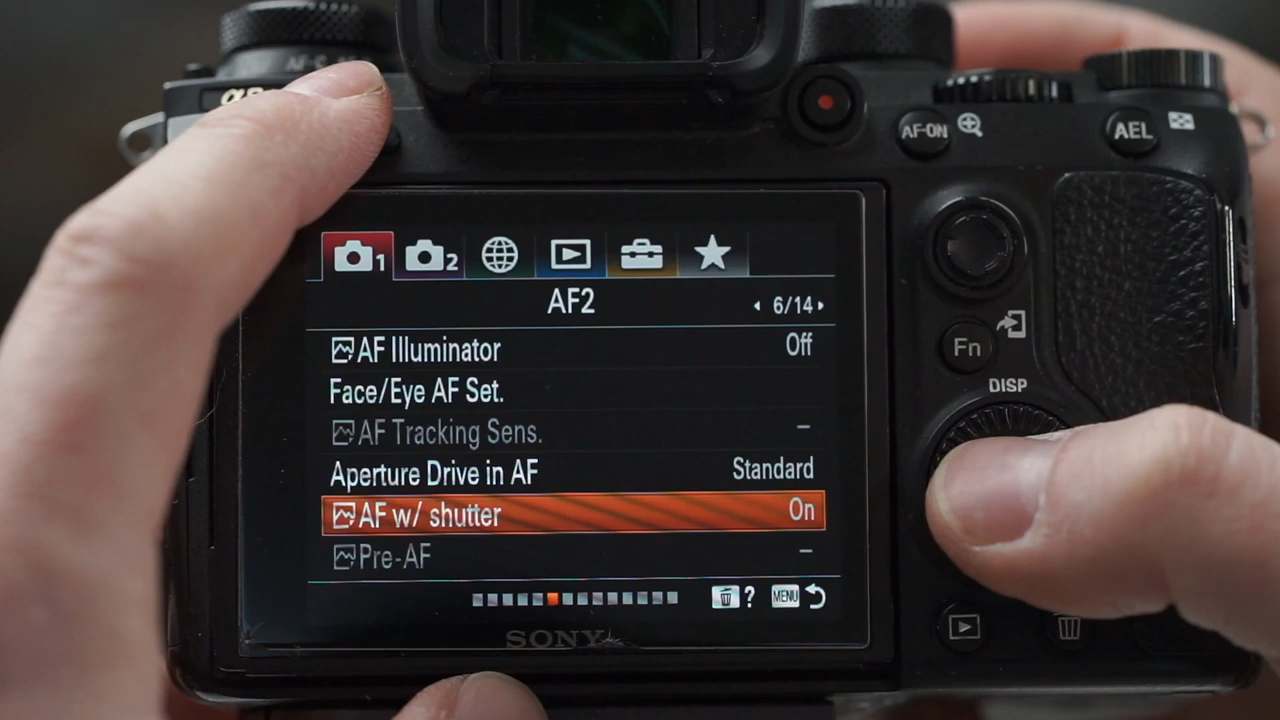 AF-C
AF-ON
AEL
1
2
AF2
6/14
AF Illuminator Off
Face/Eye AF Set.
AF Tracking Sens. –
Aperture Drive in AF Standard
AF w/ shutter On
Pre-AF –
? MENU
SONY
Fn
DISP